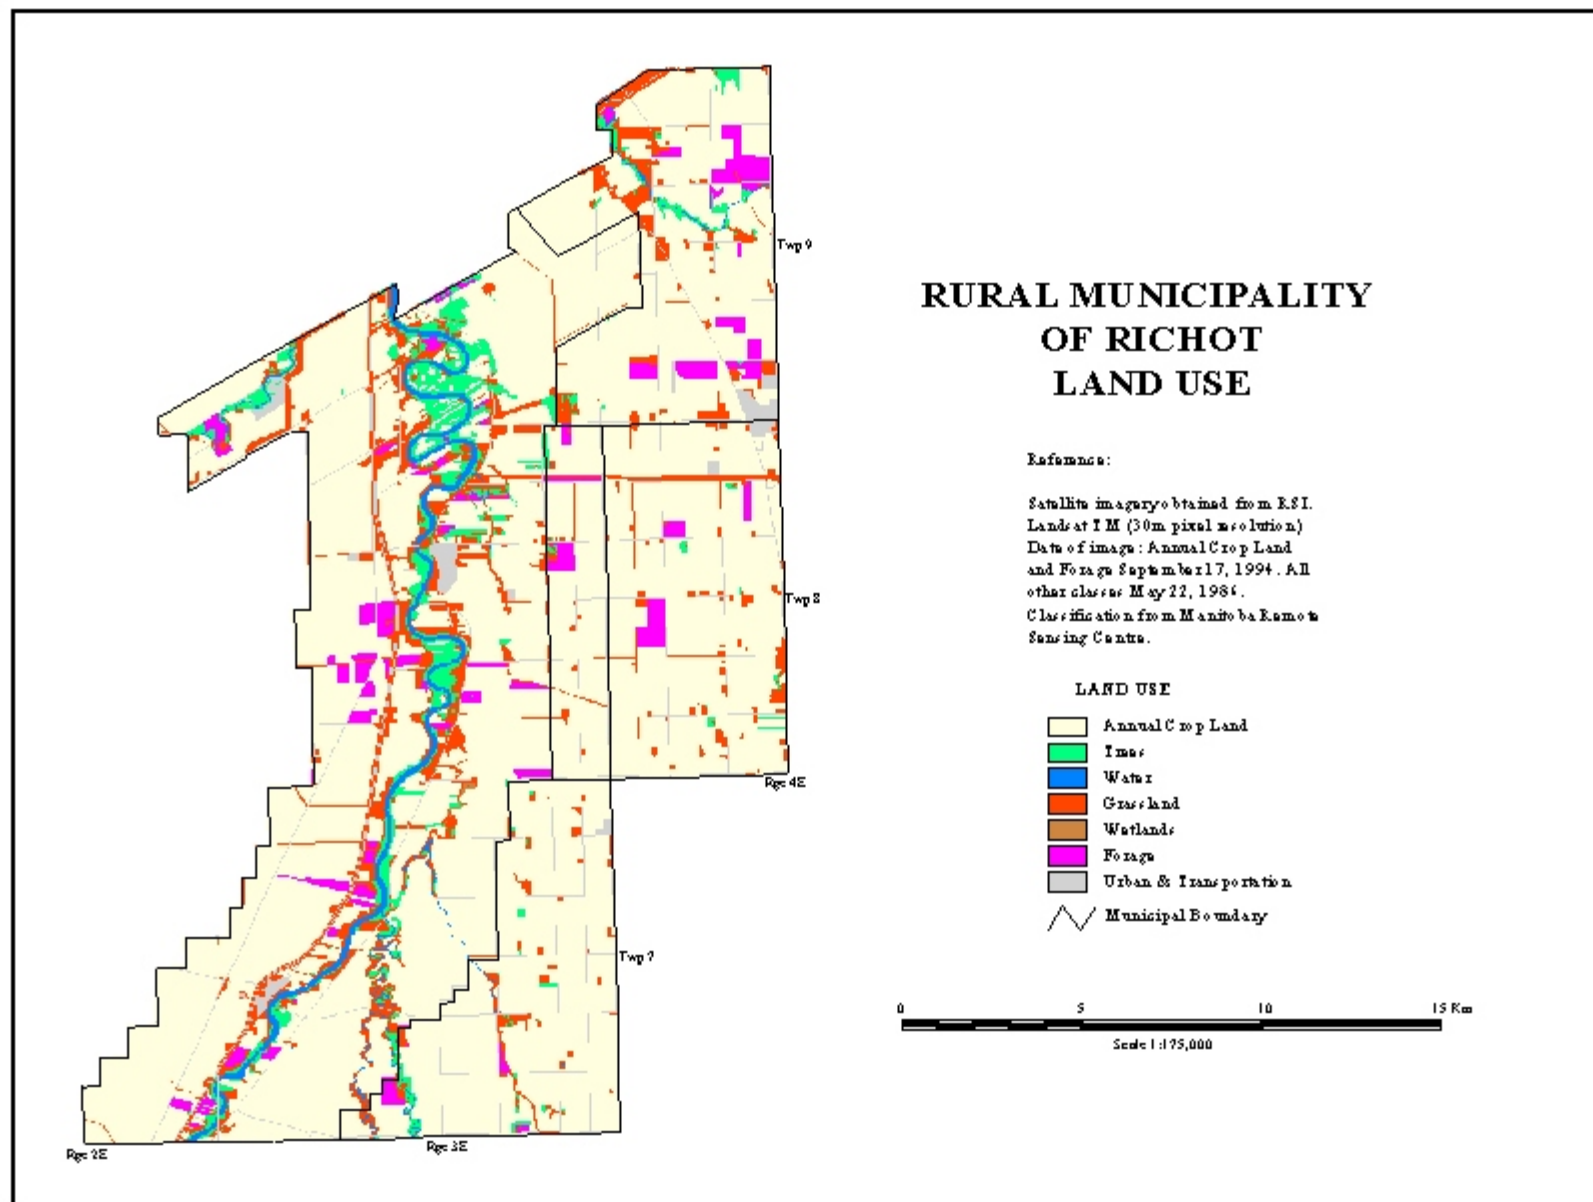 RURAL MUNICIPALITY
OF RICHOT
LAND USE
Reference:
Satellite imagery obtained from RSI.
Landsat TM (30m pixel resolution)
Date of image: Annual Crop Land
and Forage September 17, 1994. All
other classes May 22, 1986.
Classification from Manitoba Remote
Sensing Centre.
LAND USE
Annual Crop Land
Trees
Water
Grassland
Wetlands
Forage
Urban & Transportation
Municipal Boundary
0 5 10 15 Km
Scale 1:175,000
Twp 9
Twp 8
Rge 4E
Twp 7
Rge 3E
Rge 2E